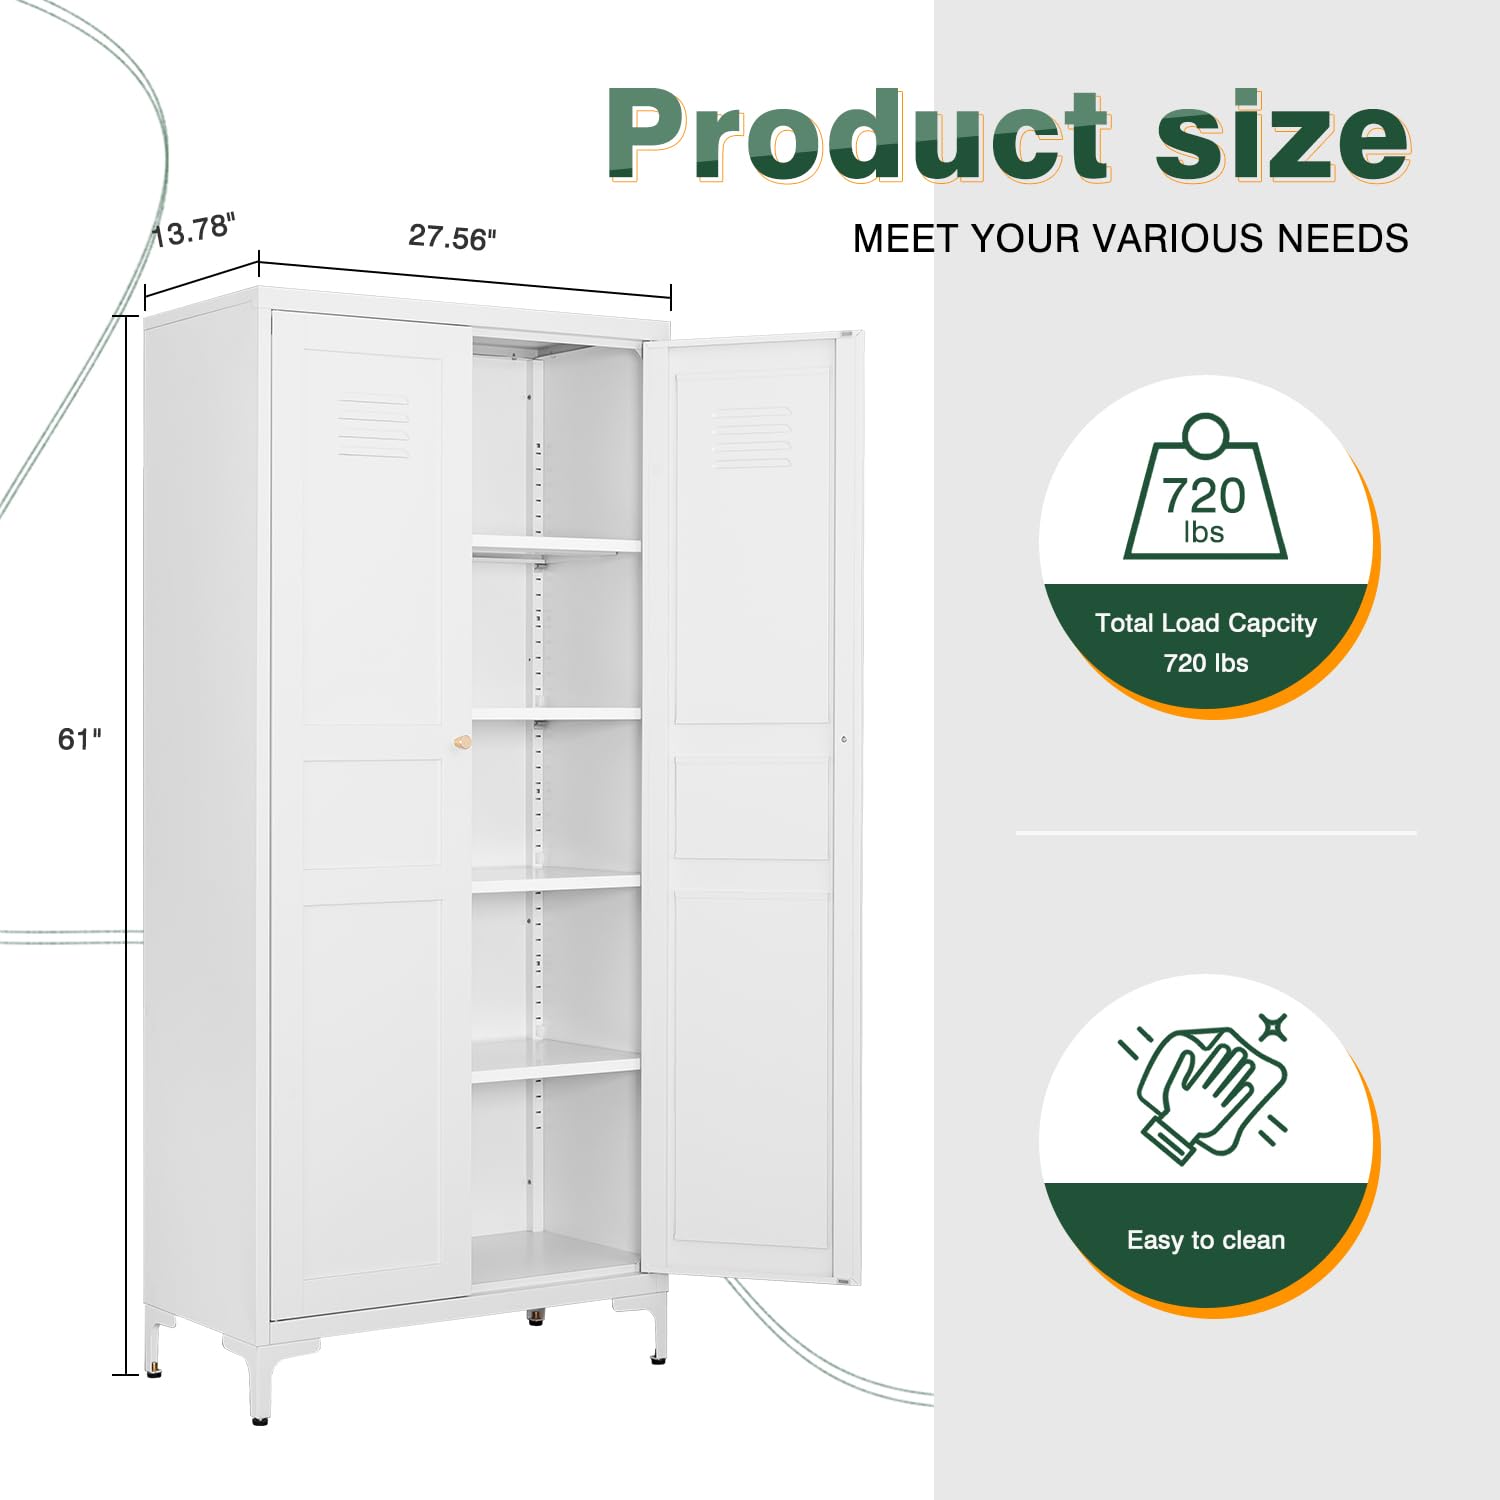 Product size
MEET YOUR VARIOUS NEEDS
13.78"
27.56"
61"
720
lbs
Total Load Capcity
720 lbs
Easy to clean